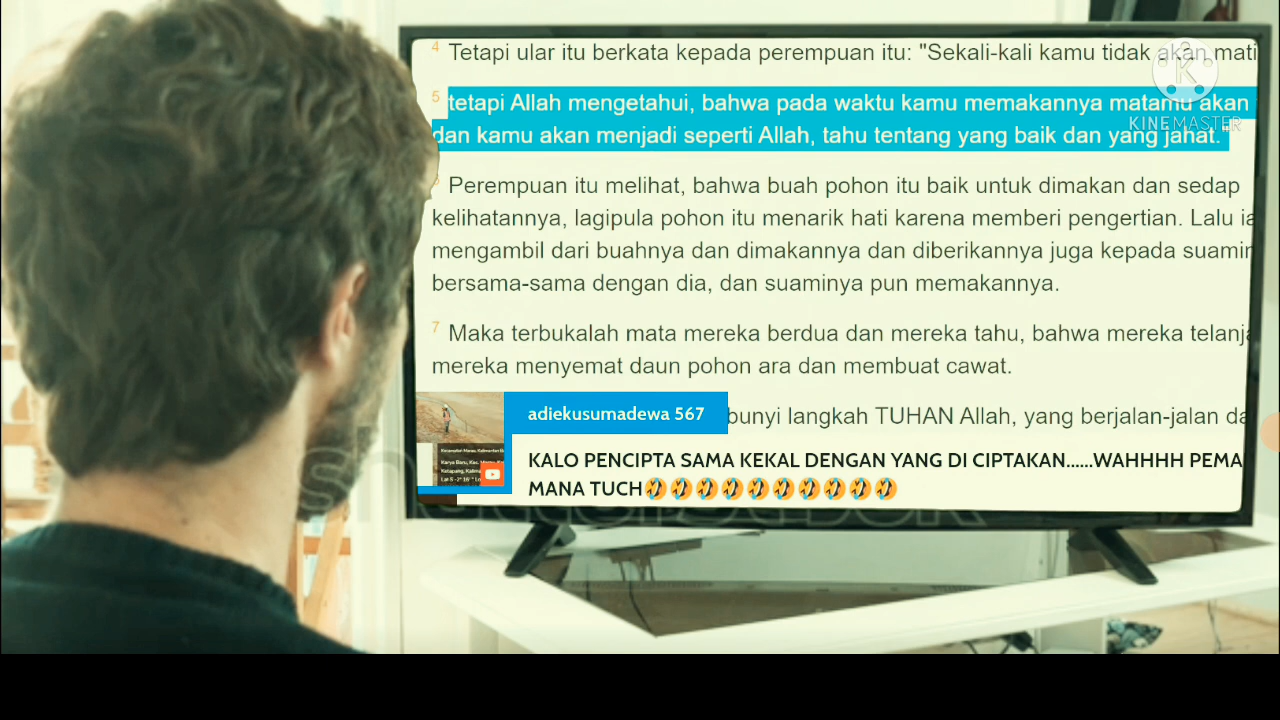 4 Tetapi ular itu berkata kepada perempuan itu: "Sekali-kali kamu tidak akan mati
5 tetapi Allah mengetahui, bahwa pada waktu kamu memakannya matamu akan
dan kamu akan menjadi seperti Allah, tahu tentang yang baik dan yang jahat."
KINEMASTER
Perempuan itu melihat, bahwa buah pohon itu baik untuk dimakan dan sedap
kelihatannya, lagipula pohon itu menarik hati karena memberi pengertian. Lalu ia
mengambil dari buahnya dan dimakannya dan diberikannya juga kepada suamin
bersama-sama dengan dia, dan suaminya pun memakannya.
7 Maka terbukalah mata mereka berdua dan mereka tahu, bahwa mereka telanja
mereka menyemat daun pohon ara dan membuat cawat.
bunyi langkah TUHAN Allah, yang berjalan-jalan da
adiekusumadewa 567
KALO PENCIPTA SAMA KEKAL DENGAN YANG DI CIPTAKAN......WAHHHH PEMA
MANA TUCH🤣🤣🤣🤣🤣🤣🤣🤣🤣🤣